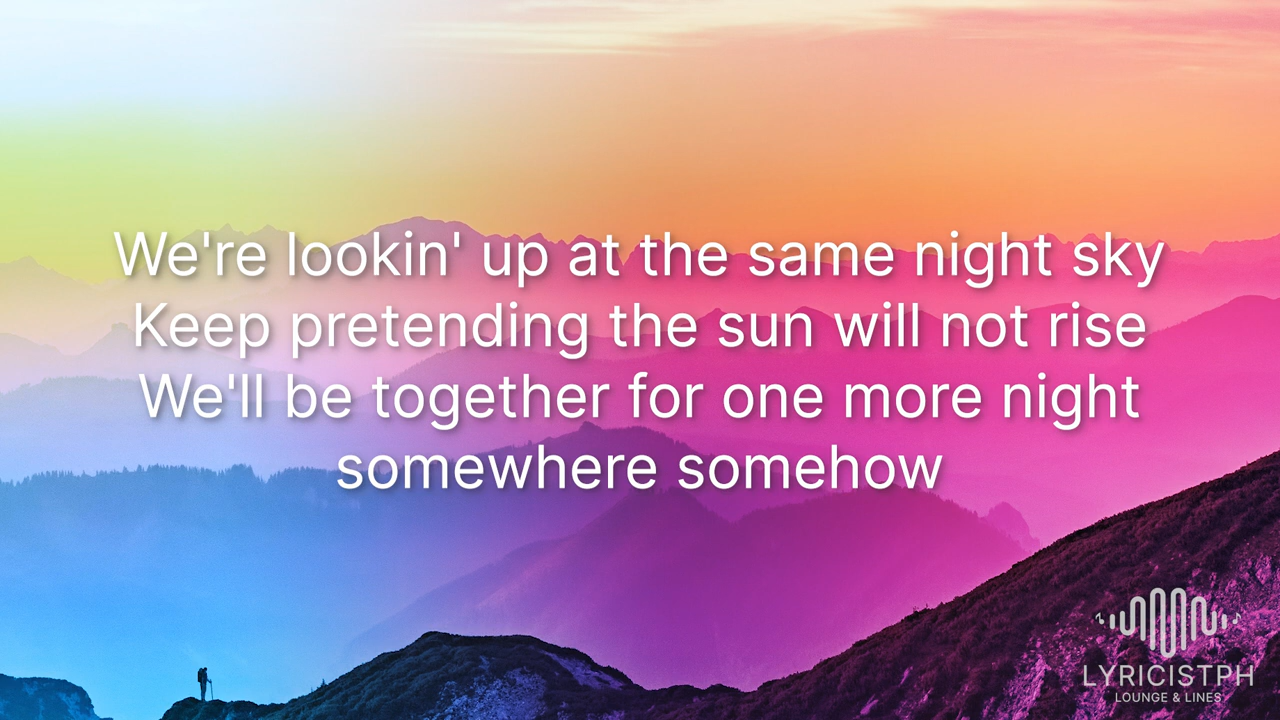 We're lookin' up at the same night sky
Keep pretending the sun will not rise
We'll be together for one more night
somewhere somehow
LYRICISTPH
LOUNGE & LINES